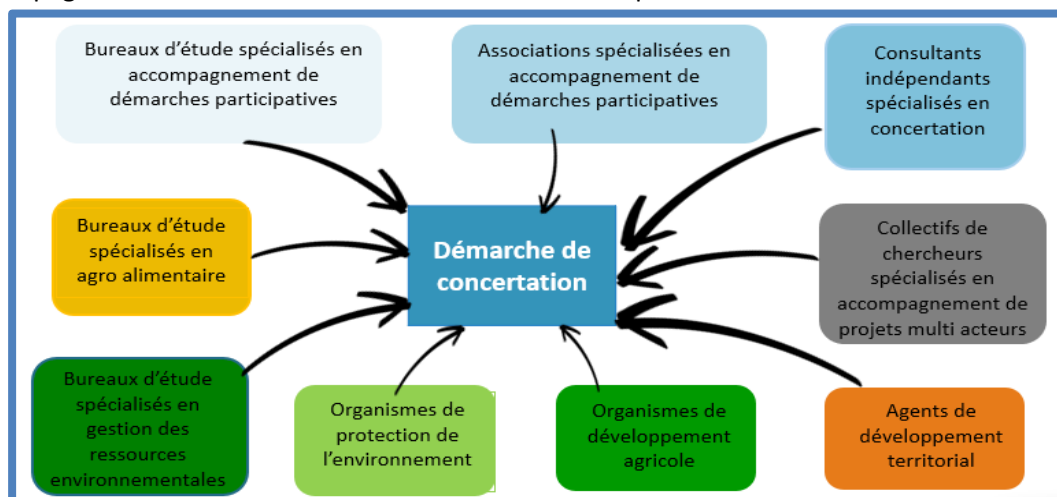 Bureaux d'étude spécialisés en
accompagnement de
démarches participatives
Associations spécialisées en
accompagnement de
démarches participatives
Consultants
indépendants
spécialisés en
concertation
Bureaux d'étude
spécialisés en
agro alimentaire
Démarche de
concertation
Collectifs de
chercheurs
spécialisés en
accompagnement de
projets multi acteurs
Bureaux d'étude
spécialisés en
gestion des
ressources
environnementales
Organismes de
protection de
l'environnement
Organismes de
développement
agricole
Agents de
développement
territorial